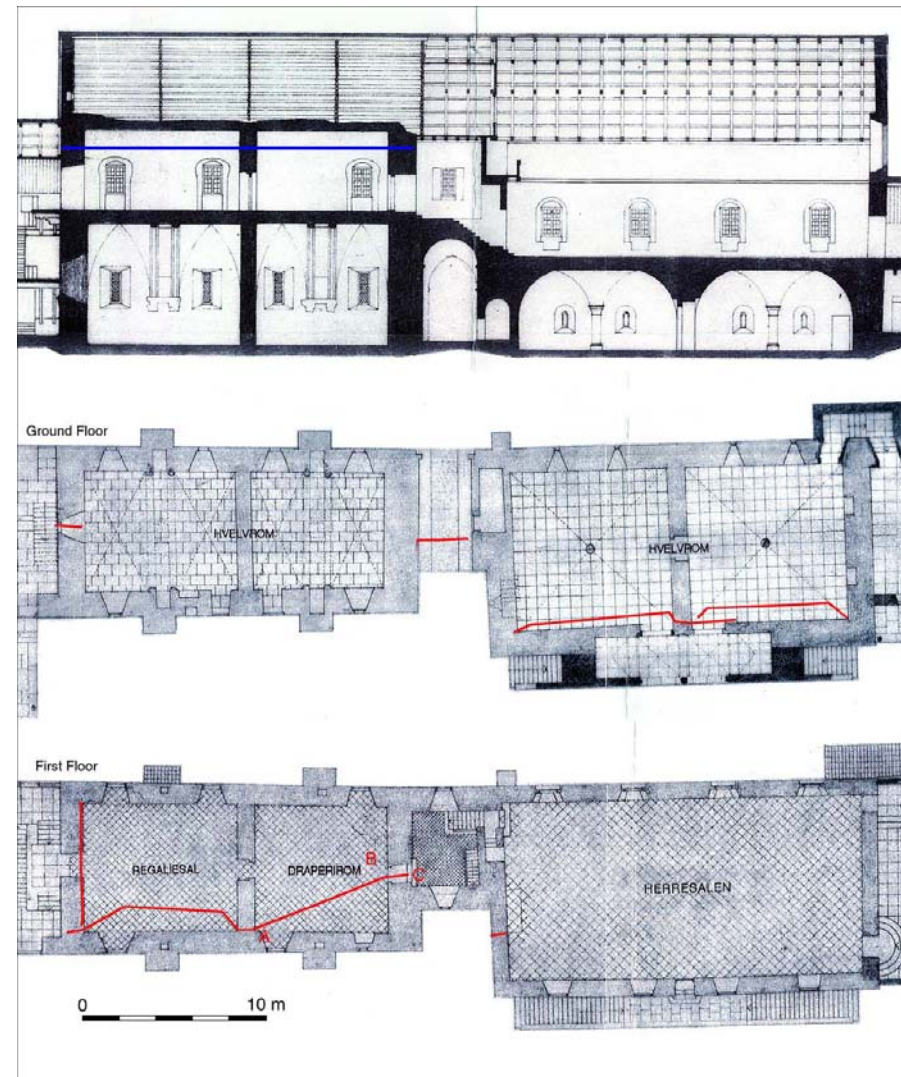 Ground Floor
HVELVROM
HVELVROM
First Floor
REGALIESAL
DRAPERIROM
B
C
A
HERRESALEN
0 10 m